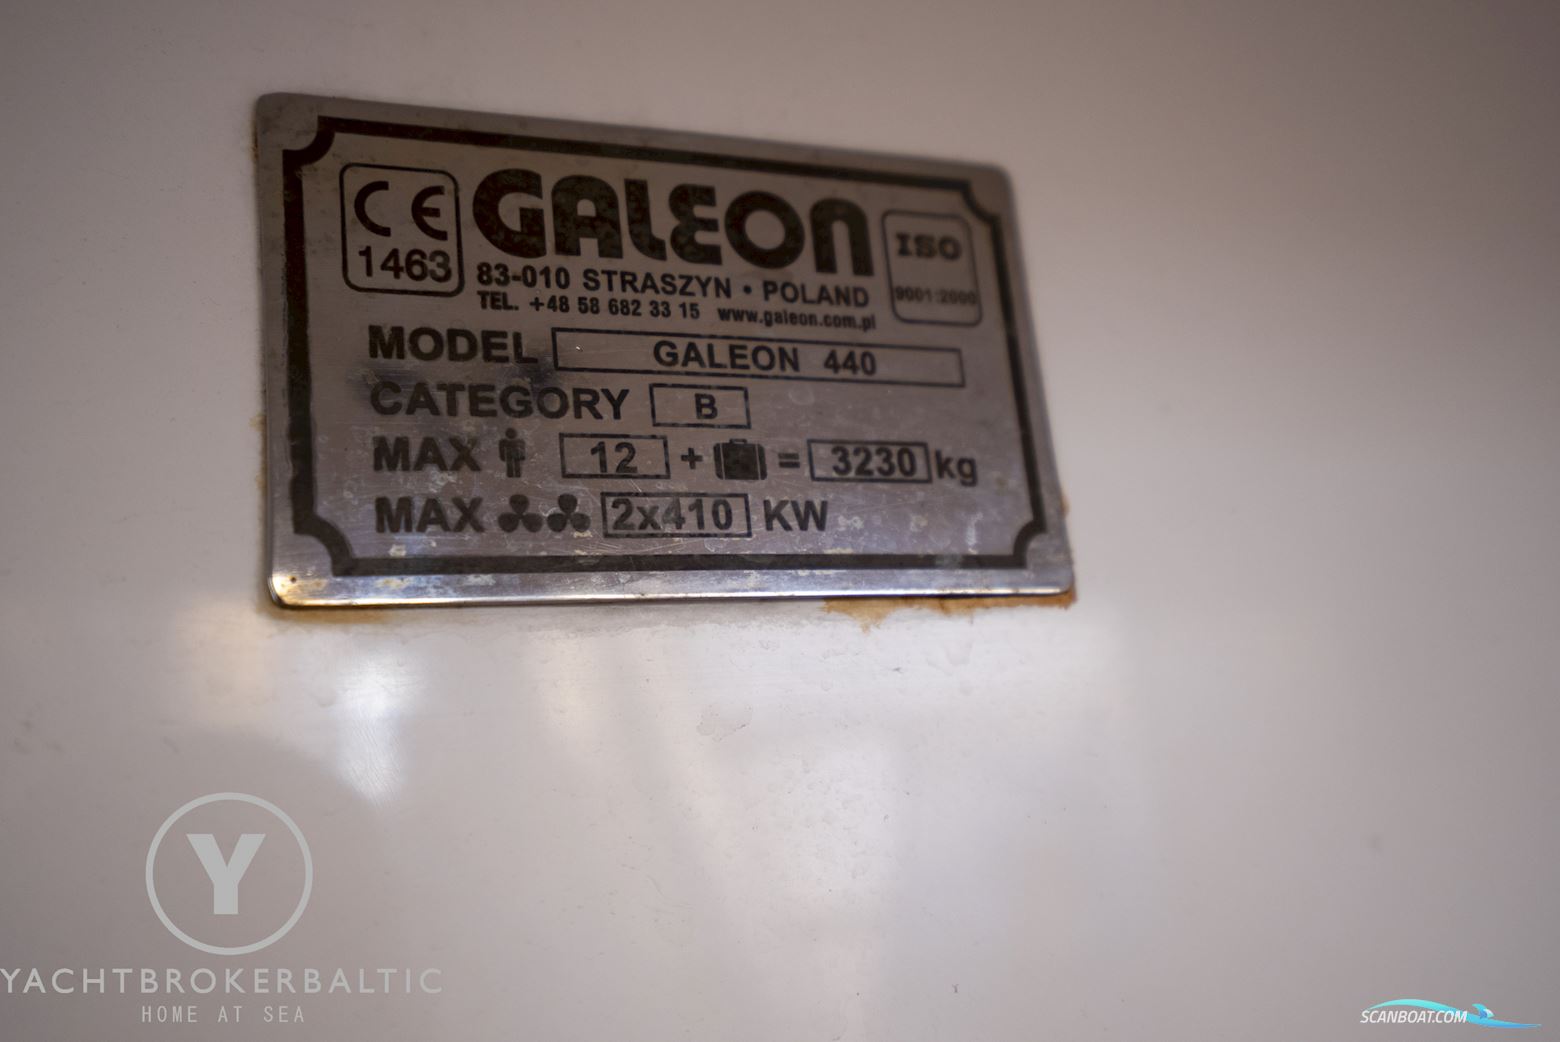 CE
1463
GALEON
83-010 STRASZYN • POLAND
TEL. +48 58 682 33 15 www.galeon.com.pl
ISO
9001:2000
MODEL GALEON 440
CATEGORY B
MAX 12 + = 3230 kg
MAX 2x410 KW
Y
YACHTBROKERBALTIC
HOME AT SEA
SCANBOAT.COM